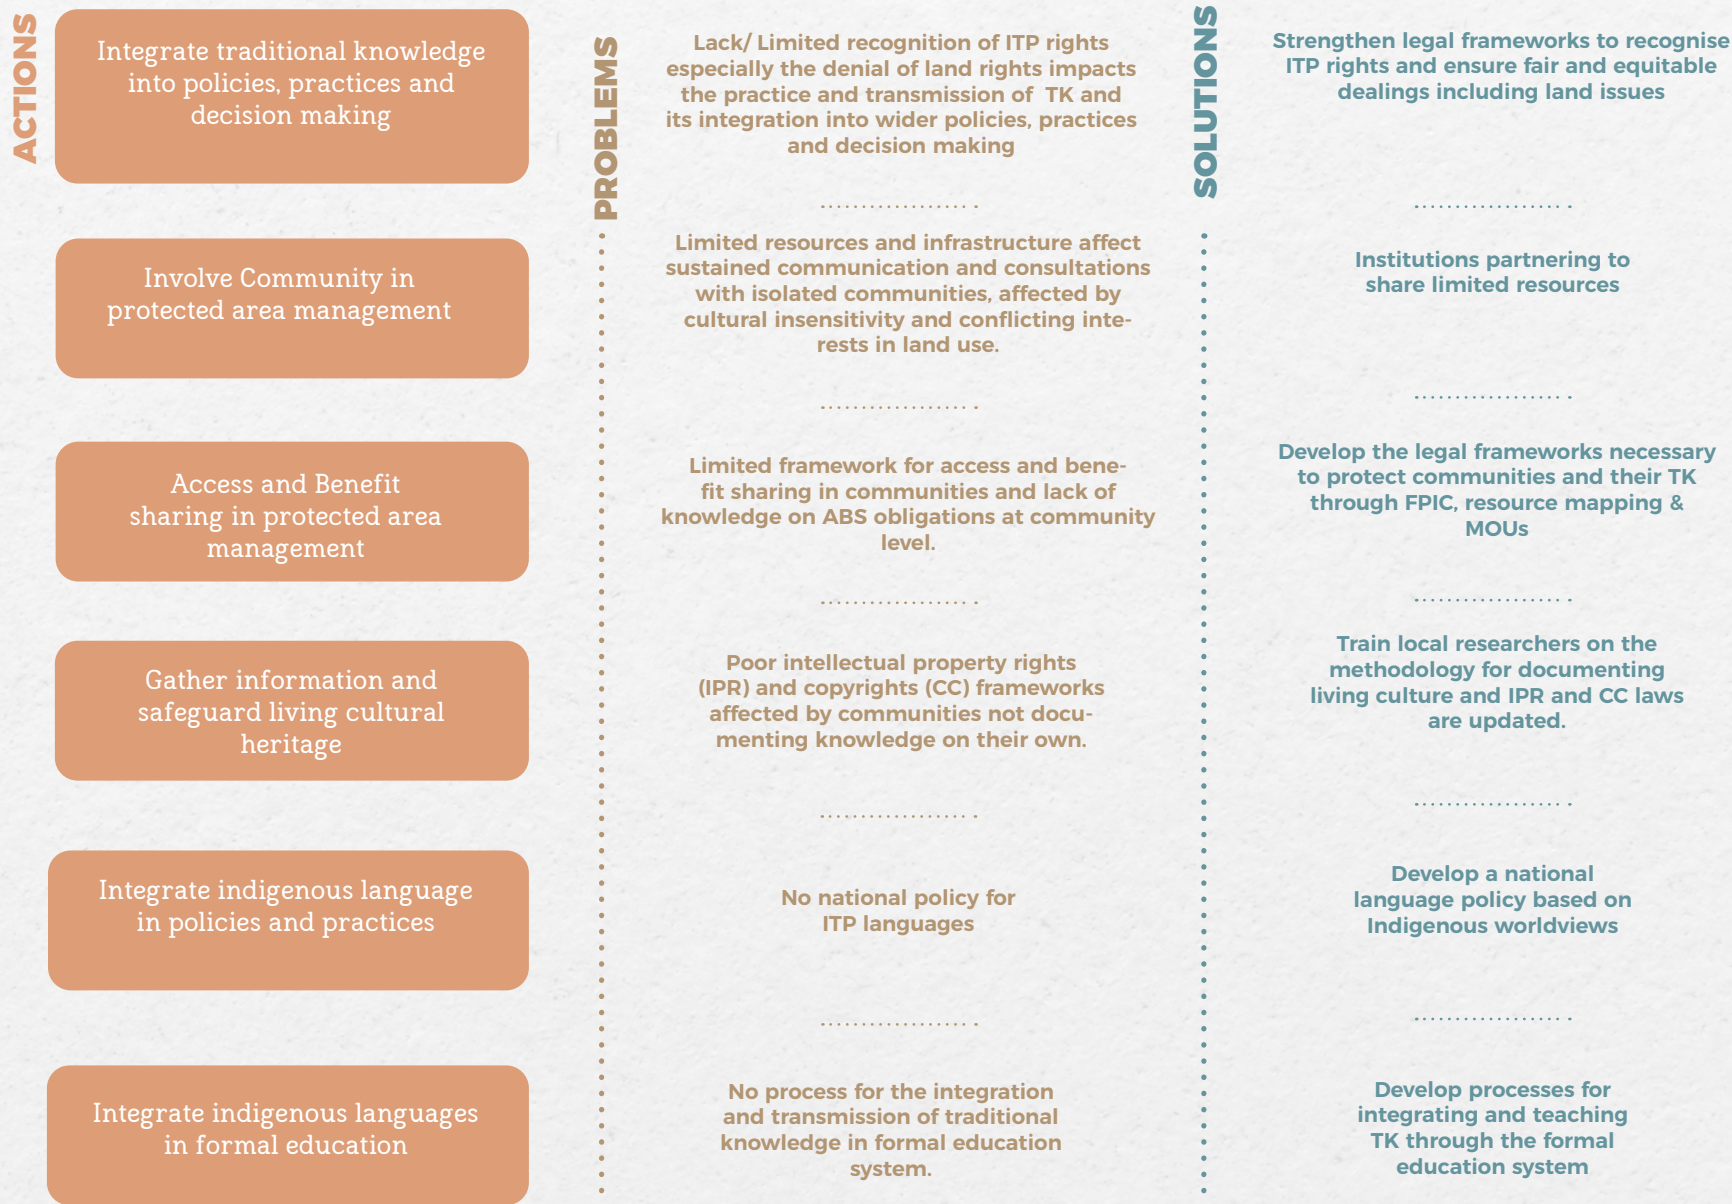 ACTIONS
Integrate traditional knowledge
into policies, practices and
decision making
Involve Community in
protected area management
Access and Benefit
sharing in protected area
management
Gather information and
safeguard living cultural
heritage
Integrate indigenous language
in policies and practices
Integrate indigenous languages
in formal education
PROBLEMS
Lack/ Limited recognition of ITP rights
especially the denial of land rights impacts
the practice and transmission of TK and
its integration into wider policies, practices
and decision making
Limited resources and infrastructure affect
sustained communication and consultations
with isolated communities, affected by
cultural insensitivity and conflicting inte-
rests in land use.
Limited framework for access and bene-
fit sharing in communities and lack of
knowledge on ABS obligations at community
level.
Poor intellectual property rights
(IPR) and copyrights (CC) frameworks
affected by communities not docu-
menting knowledge on their own.
No national policy for
ITP languages
No process for the integration
and transmission of traditional
knowledge in formal education
system.
SOLUTIONS
Strengthen legal frameworks to recognise
ITP rights and ensure fair and equitable
dealings including land issues
Institutions partnering to
share limited resources
Develop the legal frameworks necessary
to protect communities and their TK
through FPIC, resource mapping &
MOUs
Train local researchers on the
methodology for documenting
living culture and IPR and CC laws
are updated.
Develop a national
language policy based on
Indigenous worldviews
Develop processes for
integrating and teaching
TK through the formal
education system